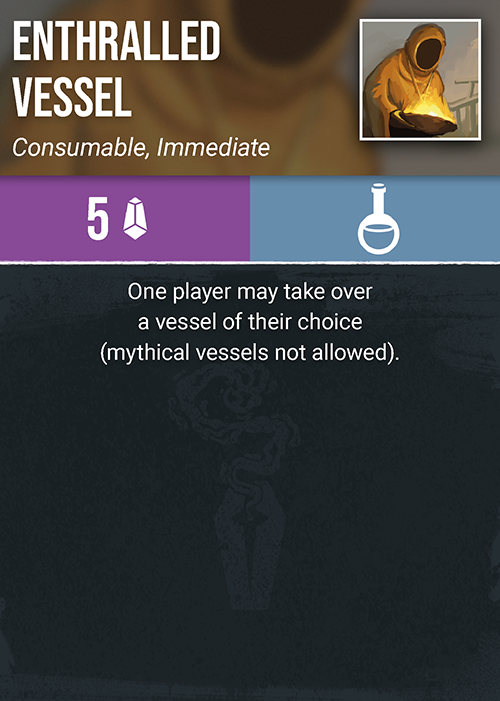 ENTHRALLED
VESSEL
Consumable, Immediate
5
One player may take over
a vessel of their choice
(mythical vessels not allowed).